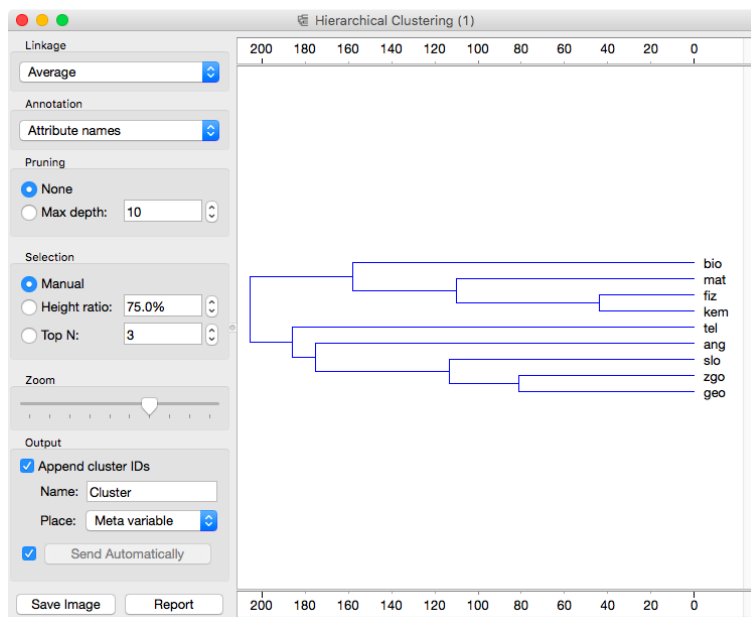 Hierarchical Clustering (1)
Linkage
Average
Annotation
Attribute names
Pruning
None
Max depth: 10
Selection
Manual
Height ratio: 75.0%
Top N: 3
Zoom
Output
Append cluster IDs
Name: Cluster
Place: Meta variable
Send Automatically
Save Image Report
200 180 160 140 120 100 80 60 40 20 0
bio
mat
fiz
kem
tel
ang
slo
zgo
geo
200 180 160 140 120 100 80 60 40 20 0